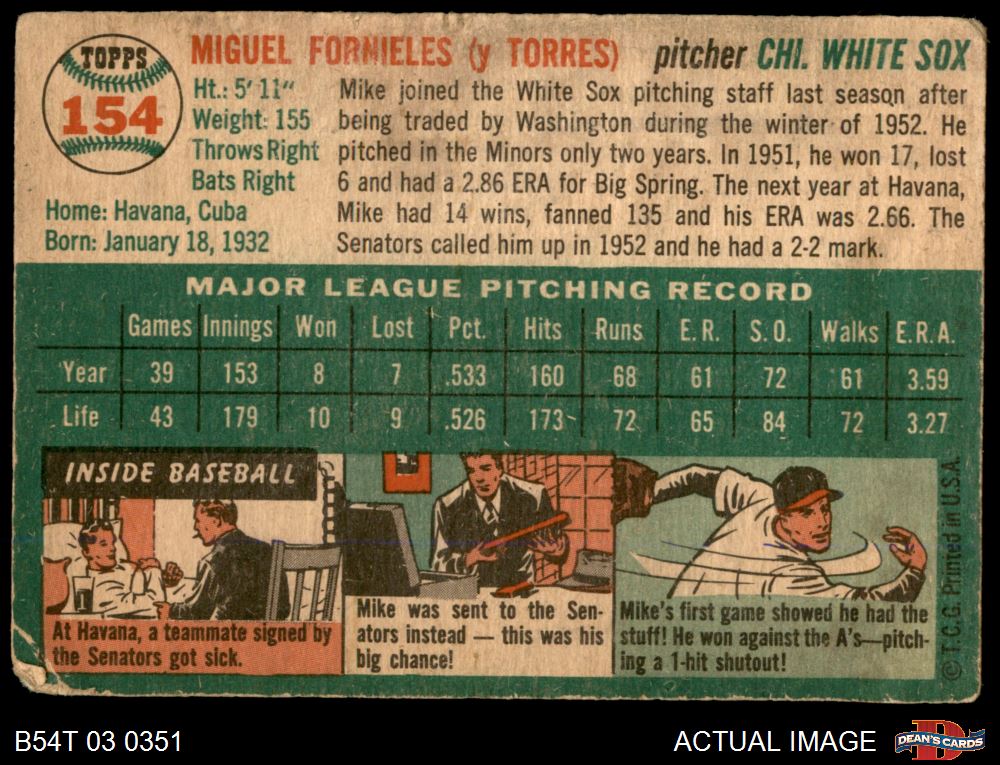 TOPPS
154
MIGUEL FORNIELES (y TORRES) pitcher CHI. WHITE SOX
Ht.: 5' 11"
Weight: 155
Throws Right
Bats Right
Home: Havana, Cuba
Born: January 18, 1932
Mike joined the White Sox pitching staff last season after
being traded by Washington during the winter of 1952. He
pitched in the Minors only two years. In 1951, he won 17, lost
6 and had a 2.86 ERA for Big Spring. The next year at Havana,
Mike had 14 wins, fanned 135 and his ERA was 2.66. The
Senators called him up in 1952 and he had a 2-2 mark.
MAJOR LEAGUE PITCHING RECORD
Games Innings Won Lost Pct. Hits Runs E.R. S.O. Walks E.R.A.
Year 39 153 8 7 .533 160 68 61 72 61 3.59
Life 43 179 10 9 .526 173 72 65 84 72 3.27
INSIDE BASEBALL
At Havana, a teammate signed by
the Senators got sick.
Mike was sent to the Sen-
ators instead — this was his
big chance!
Mike's first game showed he had the
stuff! He won against the A's—pitch-
ing a 1-hit shutout!
© T.C.G. Printed in U.S.A.
B54T 03 0351
ACTUAL IMAGE
DEAN'S CARDS